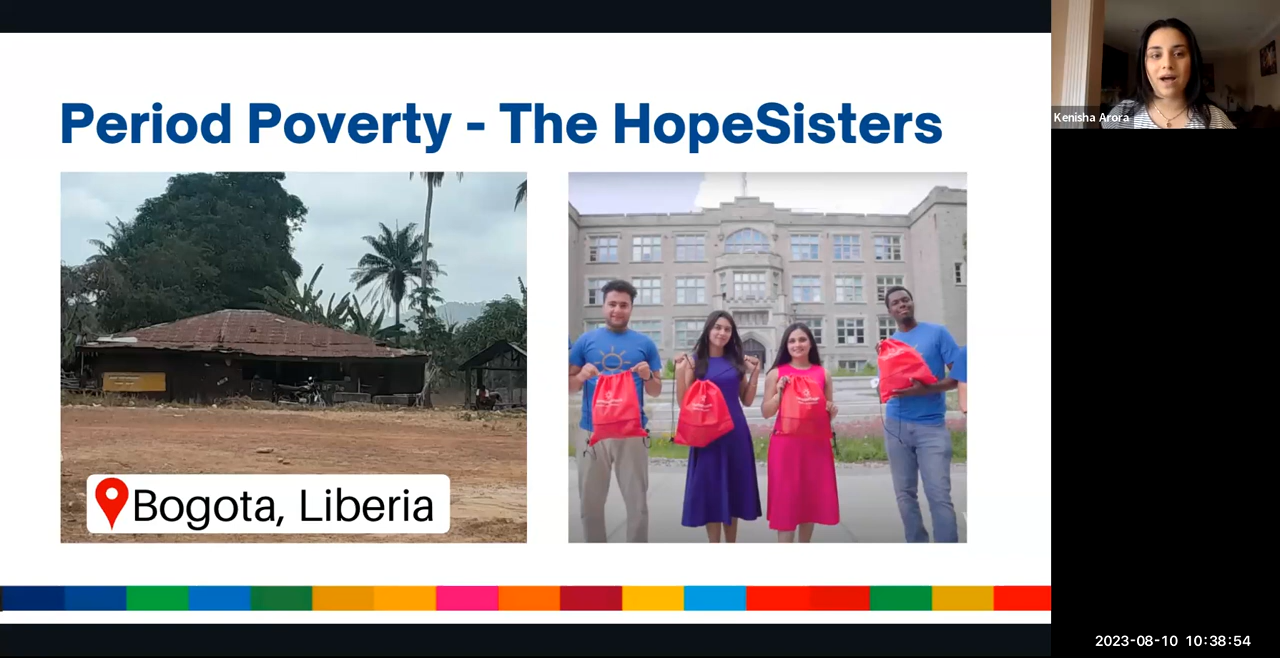 Period Poverty - The HopeSisters
Kenisha Arora
Bogota, Liberia
2023-08-10 10:38:54